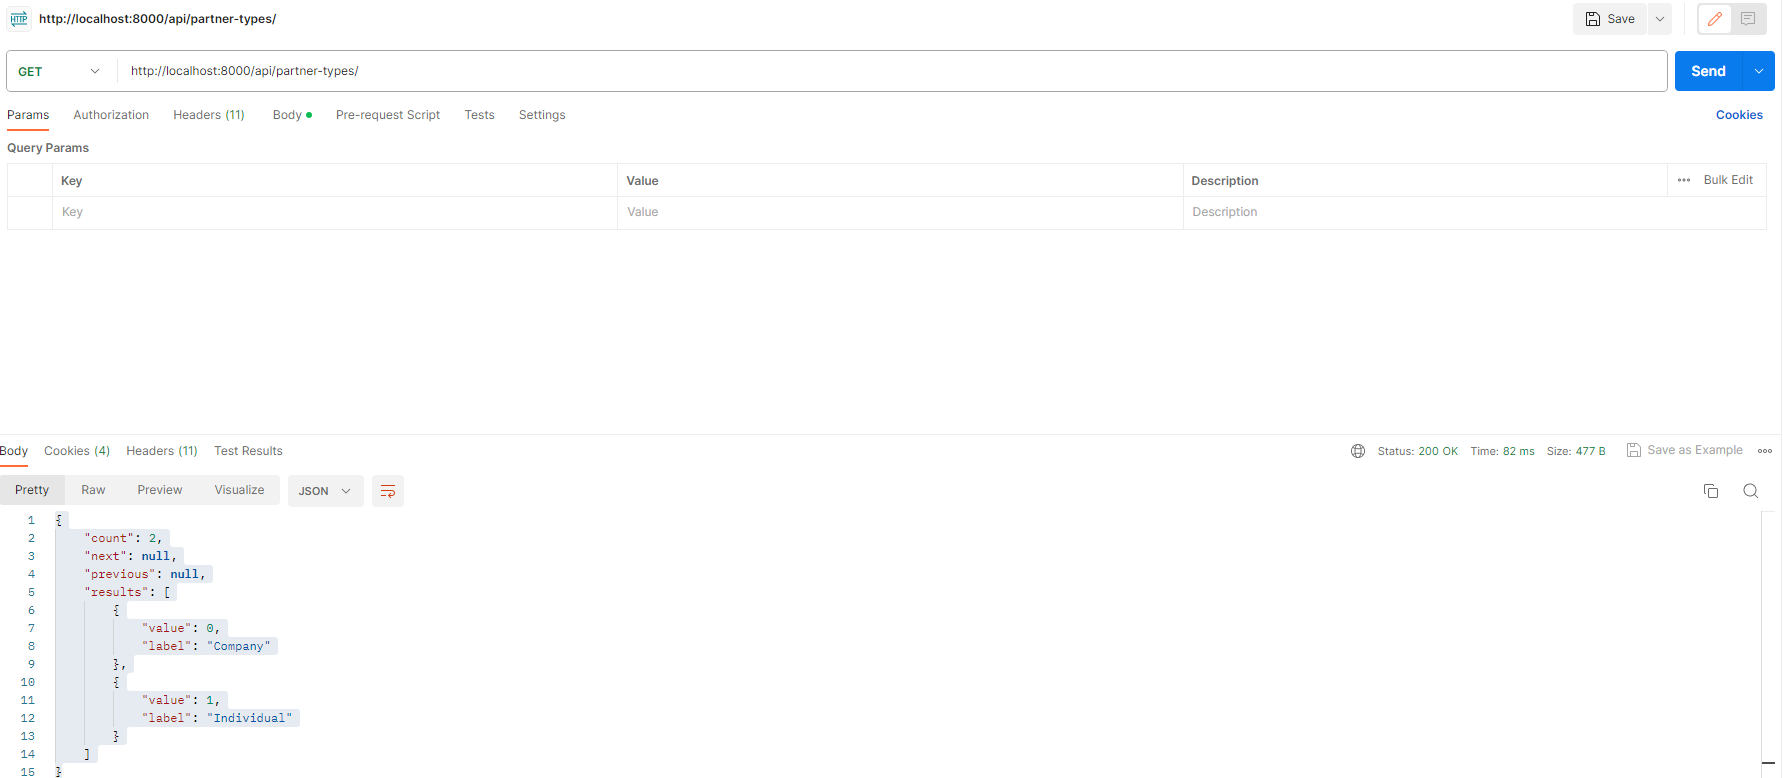 HTTP http://localhost:8000/api/partner-types/ Save
GET http://localhost:8000/api/partner-types/ Send
Params Authorization Headers (11) Body Pre-request Script Tests Settings Cookies
Query Params
Key Value Description ••• Bulk Edit
Key Value Description
Body Cookies (4) Headers (11) Test Results Status: 200 OK Time: 82 ms Size: 477 B Save as Example
Pretty Raw Preview Visualize JSON
1 {
2 "count": 2,
3 "next": null,
4 "previous": null,
5 "results": [
6 {
7 "value": 0,
8 "label": "Company"
9 },
10 {
11 "value": 1,
12 "label": "Individual"
13 }
14 ]
15 }